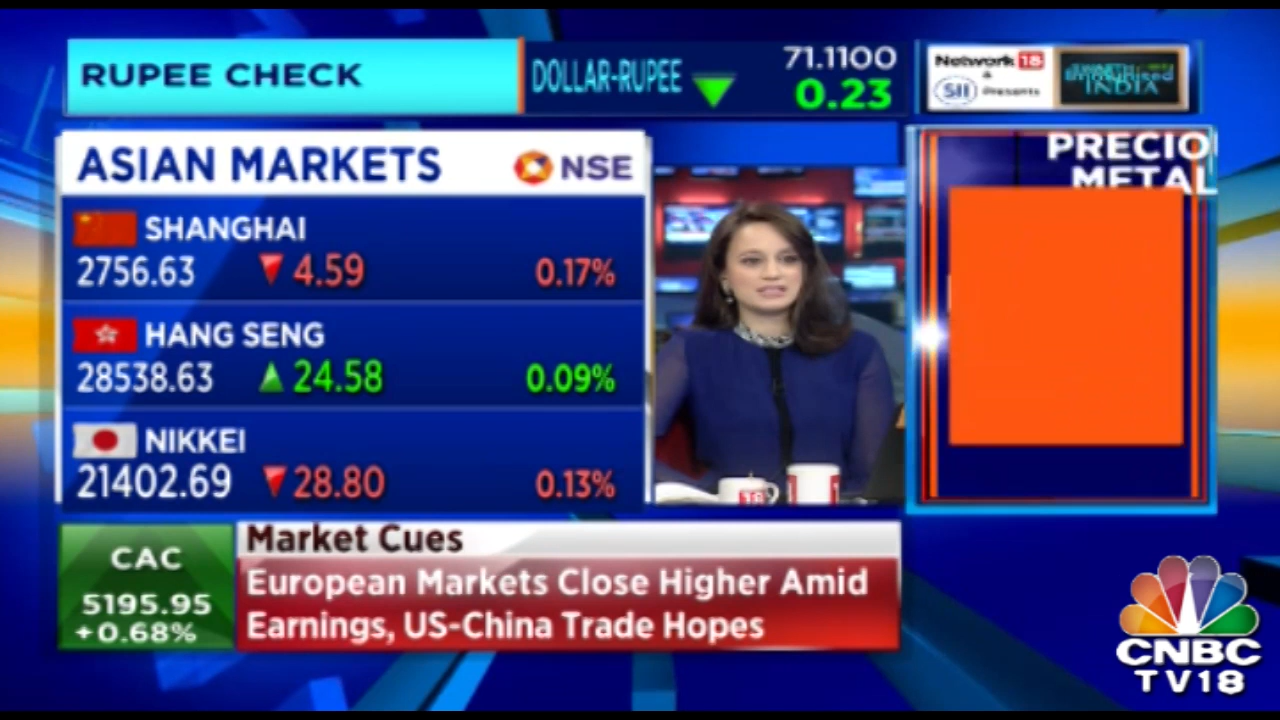 RUPEE CHECK
DOLLAR-RUPEE
71.1100
0.23
Network 18
&
SII Presents
INDIA
ASIAN MARKETS
NSE
SHANGHAI
2756.63 4.59 0.17%
HANG SENG
28538.63 24.58 0.09%
NIKKEI
21402.69 28.80 0.13%
PRECIO
METAL
18
CAC
5195.95
+0.68%
Market Cues
European Markets Close Higher Amid
Earnings, US-China Trade Hopes
CNBC
TV18